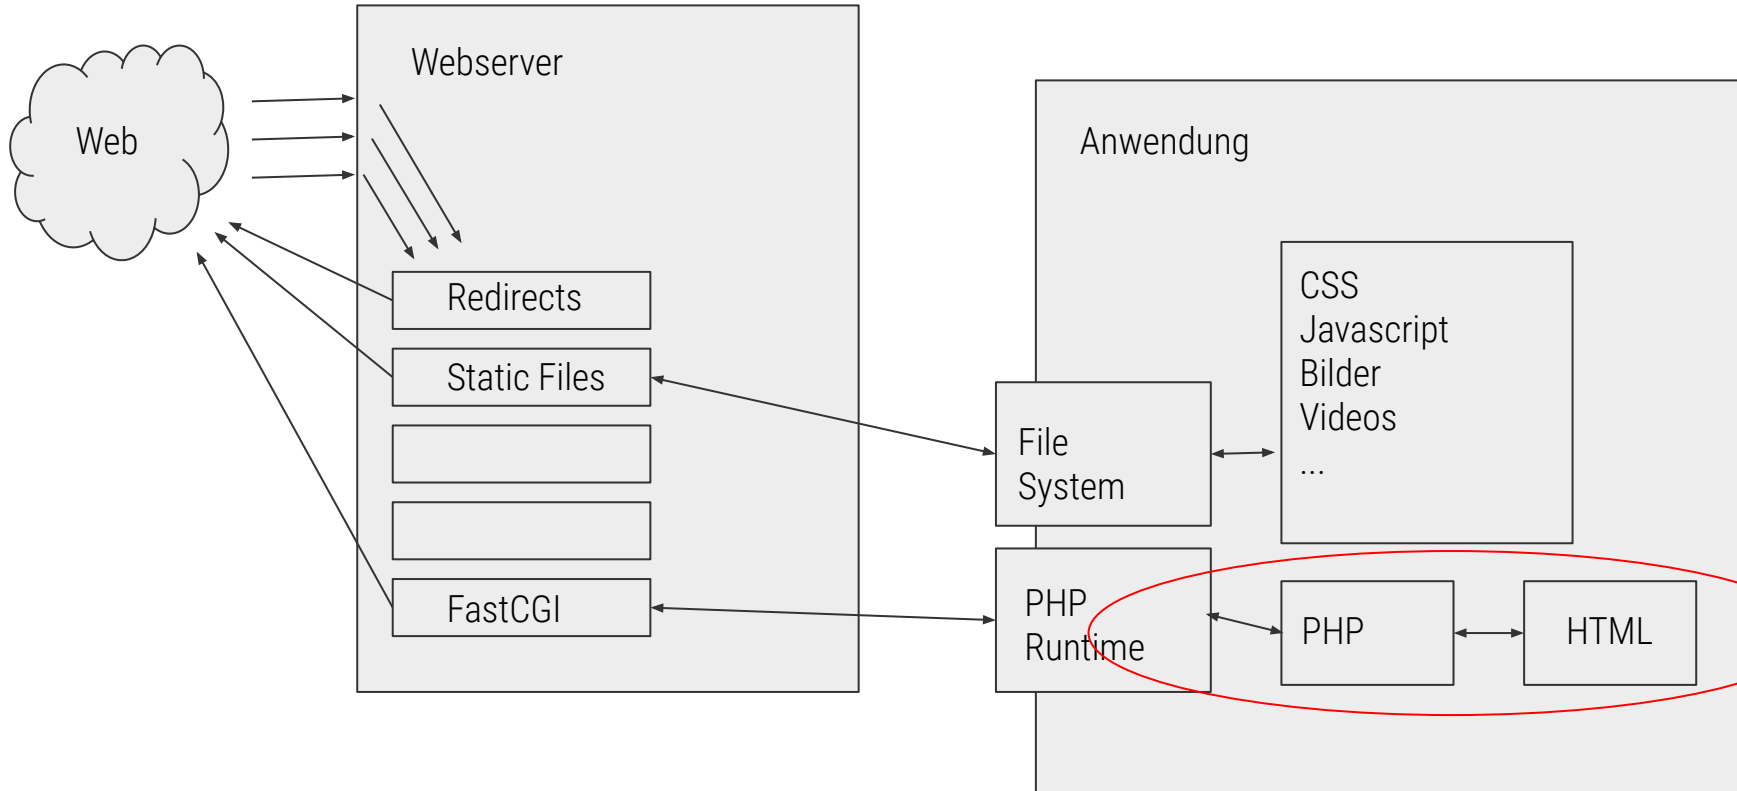 Web
Webserver
Redirects
Static Files
FastCGI
Anwendung
File
System
CSS
Javascript
Bilder
Videos
...
PHP
Runtime
PHP
HTML